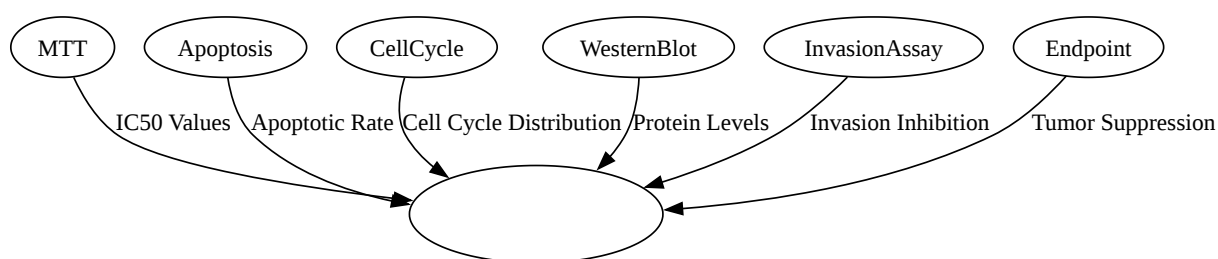 MTT Apoptosis CellCycle WesternBlot InvasionAssay Endpoint
IC50 Values Apoptotic Rate Cell Cycle Distribution Protein Levels Invasion Inhibition Tumor Suppression